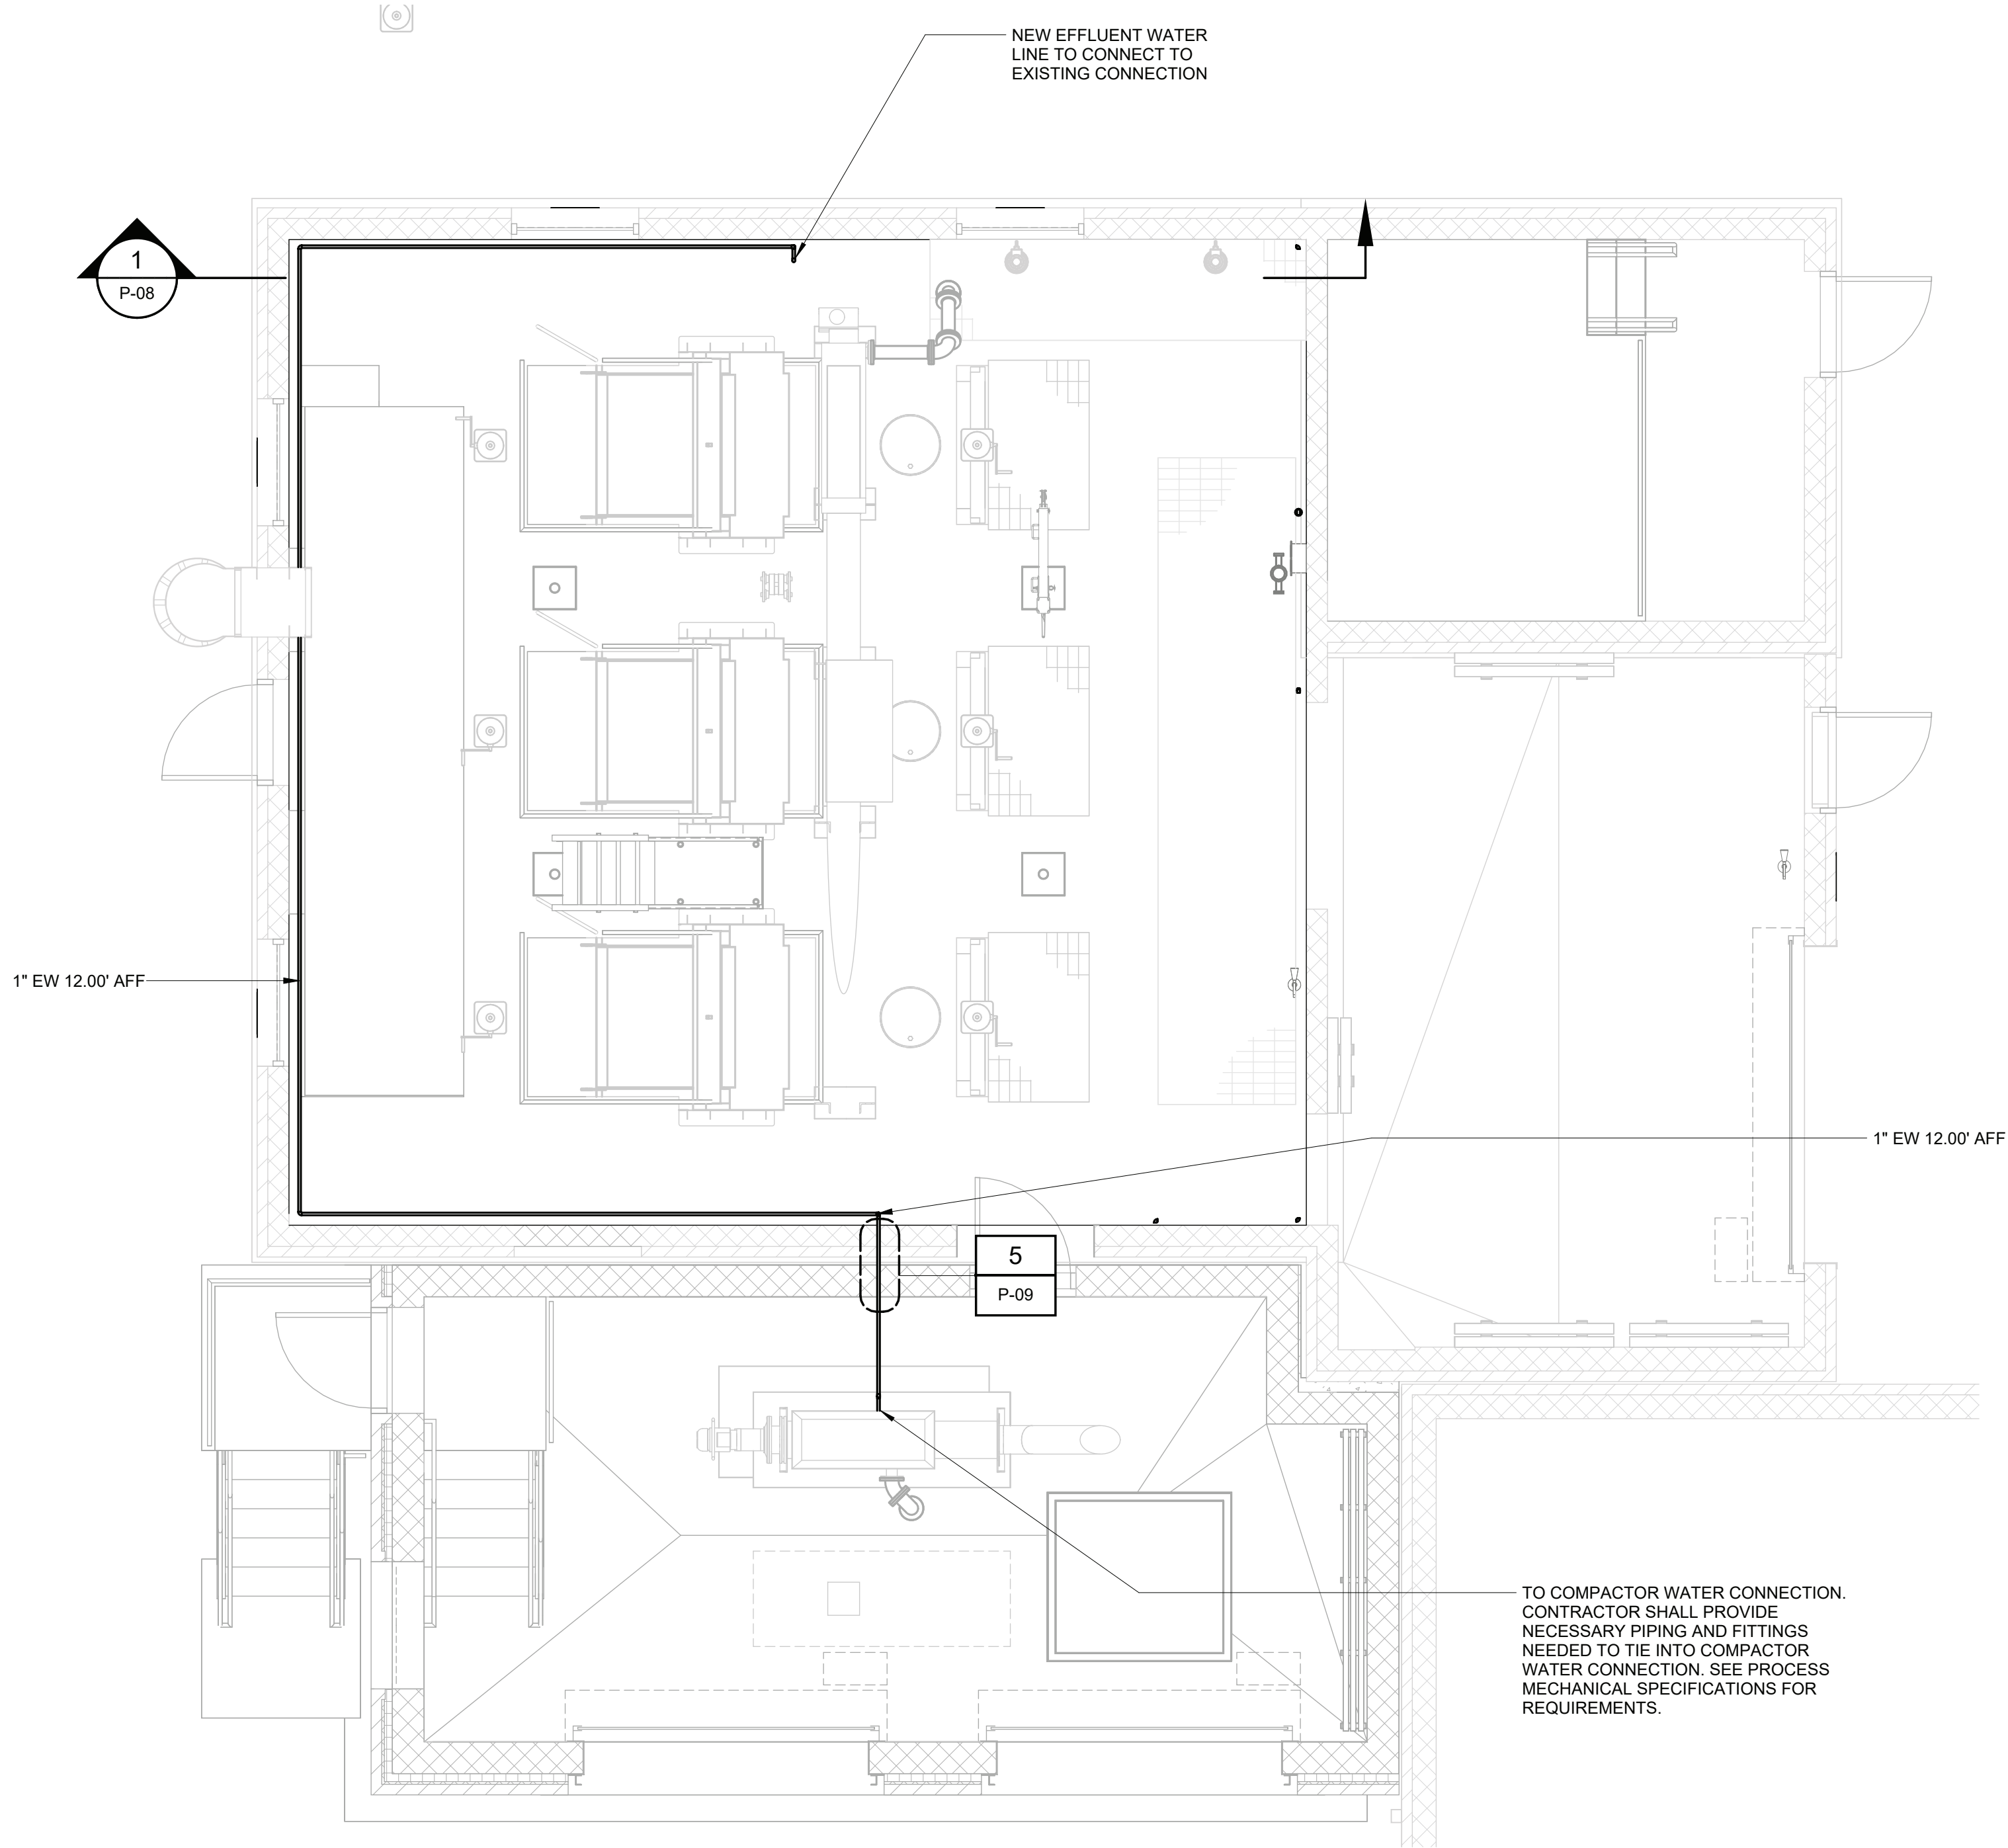 NEW EFFLUENT WATER
LINE TO CONNECT TO
EXISTING CONNECTION
1
P-08
1" EW 12.00' AFF
1" EW 12.00' AFF
5
P-09
TO COMPACTOR WATER CONNECTION.
CONTRACTOR SHALL PROVIDE
NECESSARY PIPING AND FITTINGS
NEEDED TO TIE INTO COMPACTOR
WATER CONNECTION. SEE PROCESS
MECHANICAL SPECIFICATIONS FOR
REQUIREMENTS.